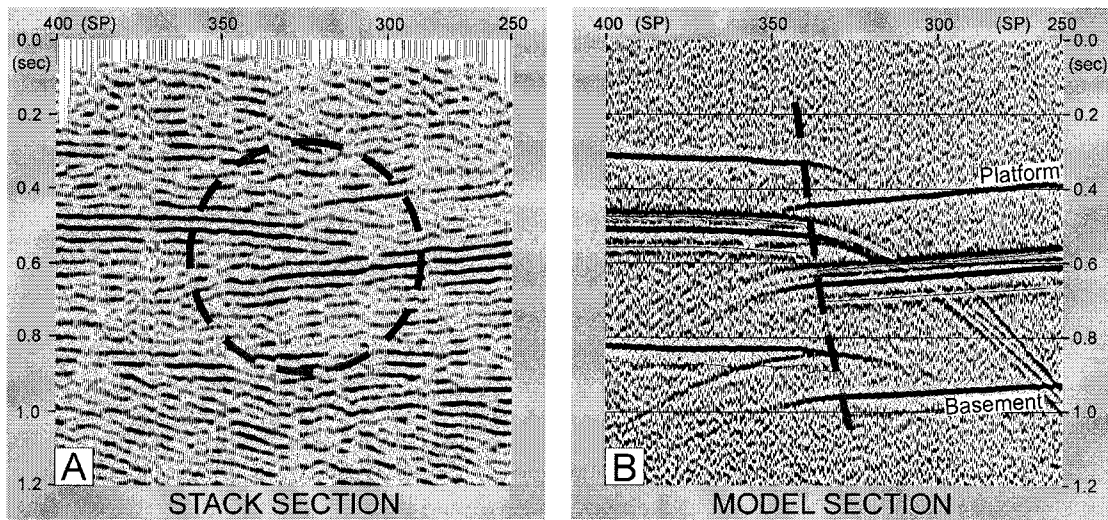 400 (SP) 350 300 250
0.0
(sec)
0.2
0.4
0.6
0.8
1.0
1.2
A
STACK SECTION
400 (SP) 350 300 (SP) 250
0.0
(sec)
0.2
Platform
0.4
0.6
0.8
Basement
1.0
1.2
B
MODEL SECTION